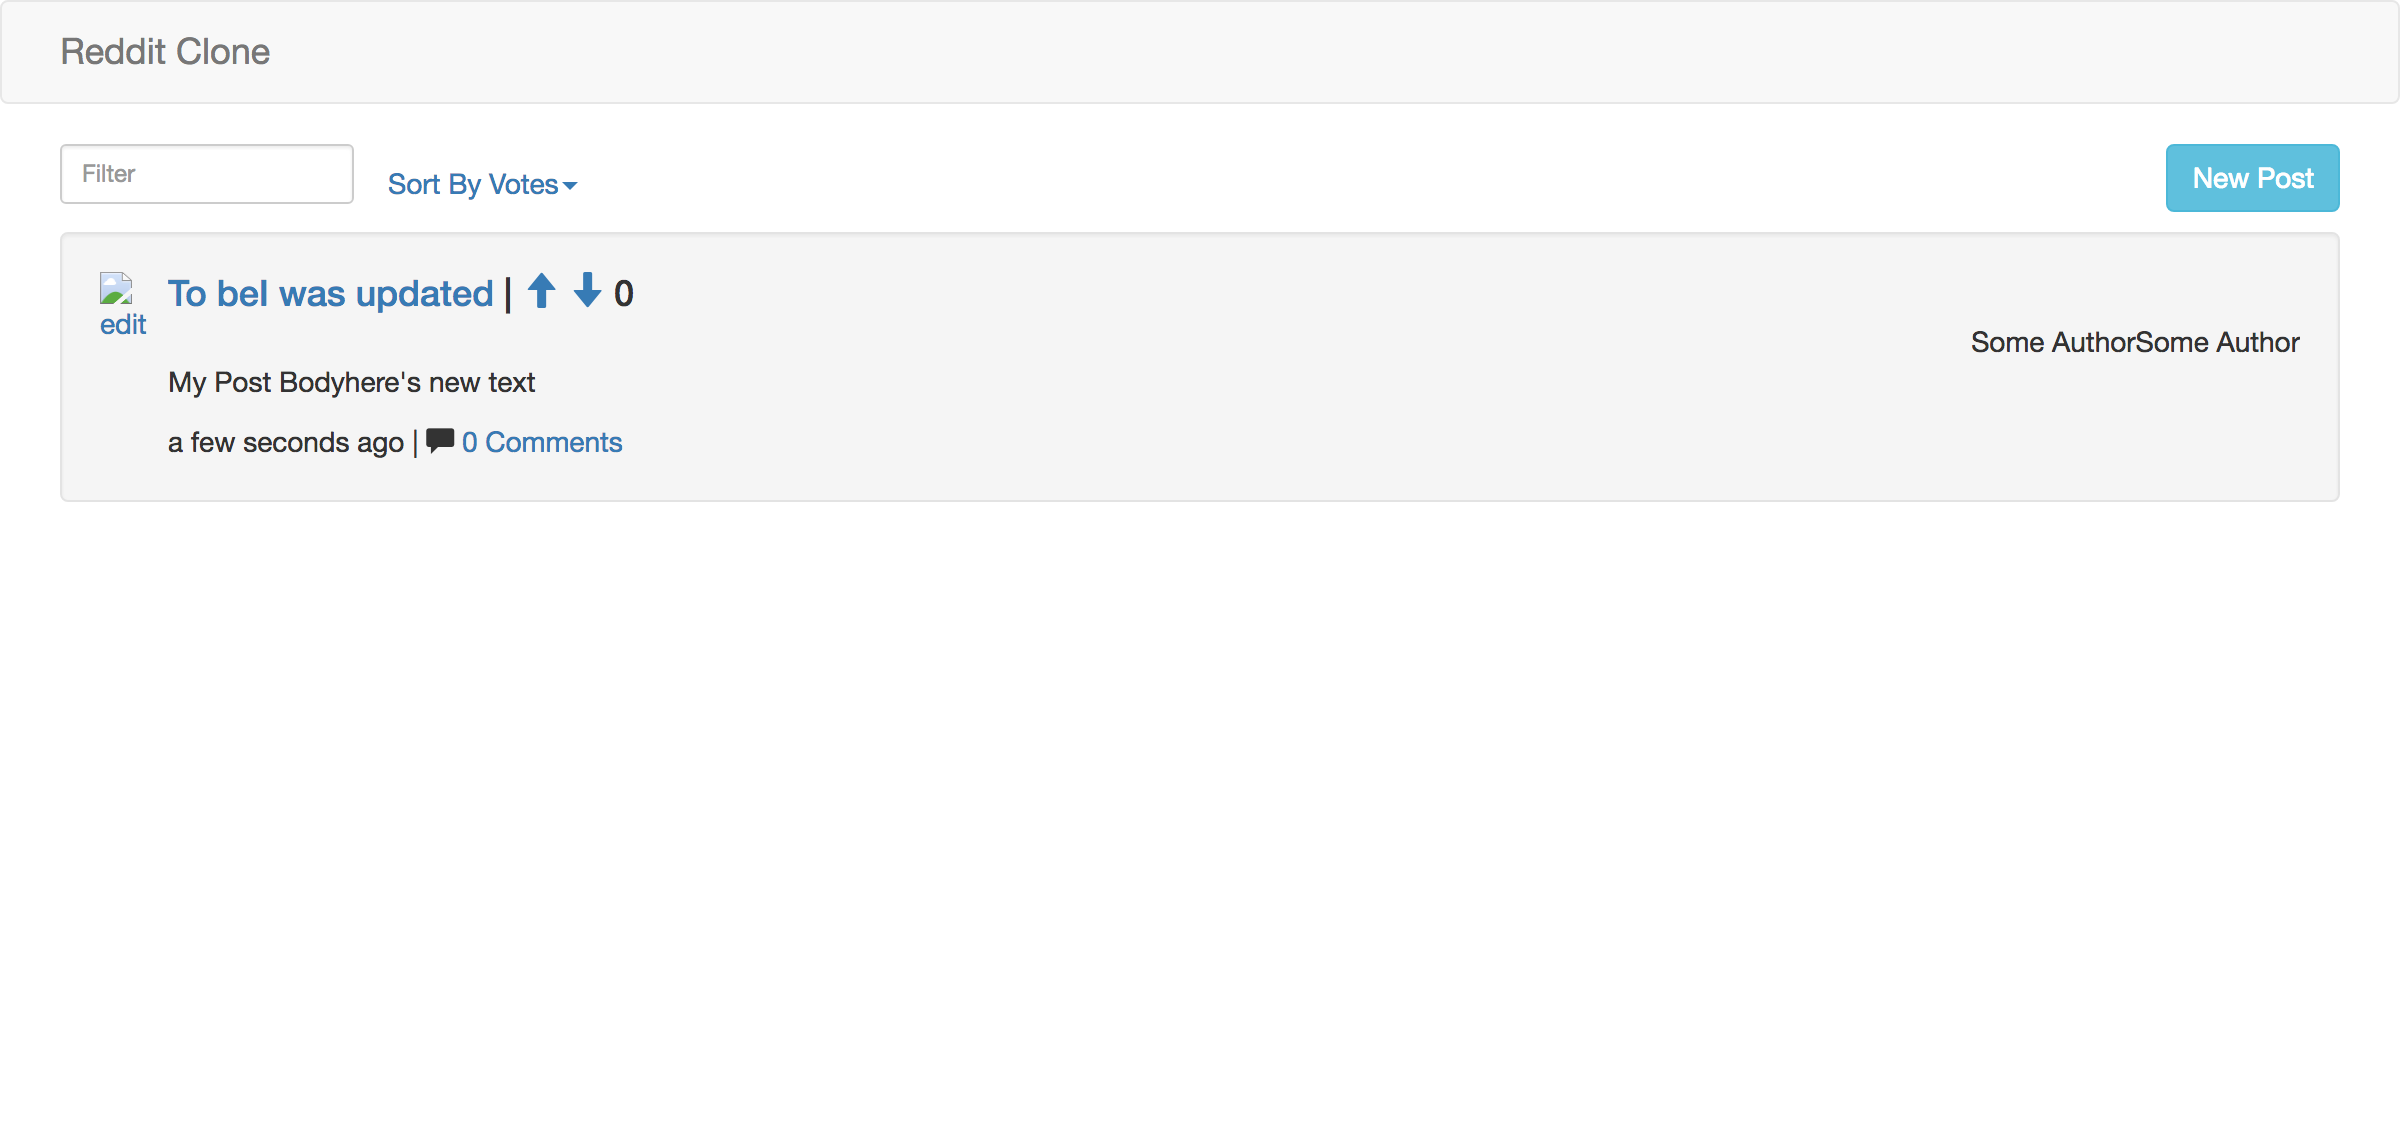 Reddit Clone
Filter
Sort By Votes
New Post
To bel was updated | 0
edit
Some AuthorSome Author
My Post Bodyhere's new text
a few seconds ago | 0 Comments